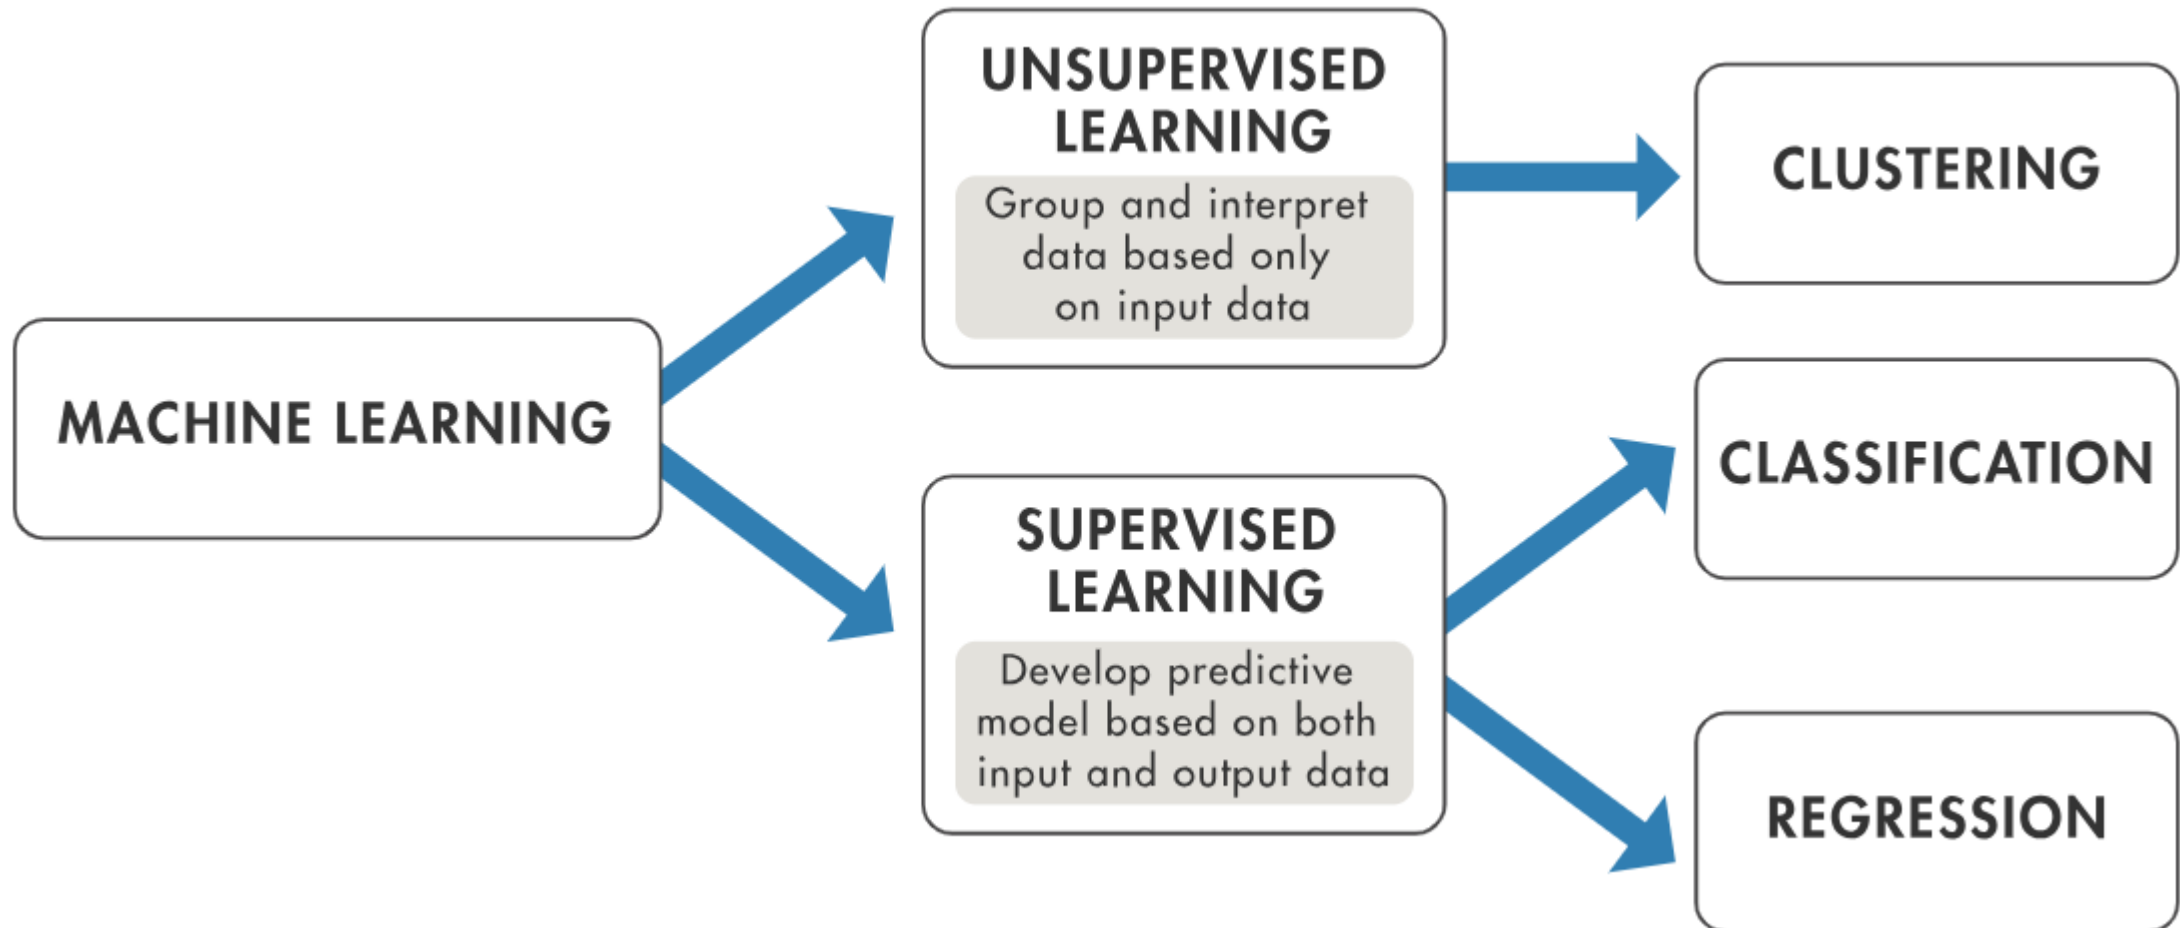 MACHINE LEARNING
UNSUPERVISED
LEARNING
Group and interpret
data based only
on input data
SUPERVISED
LEARNING
Develop predictive
model based on both
input and output data
CLUSTERING
CLASSIFICATION
REGRESSION